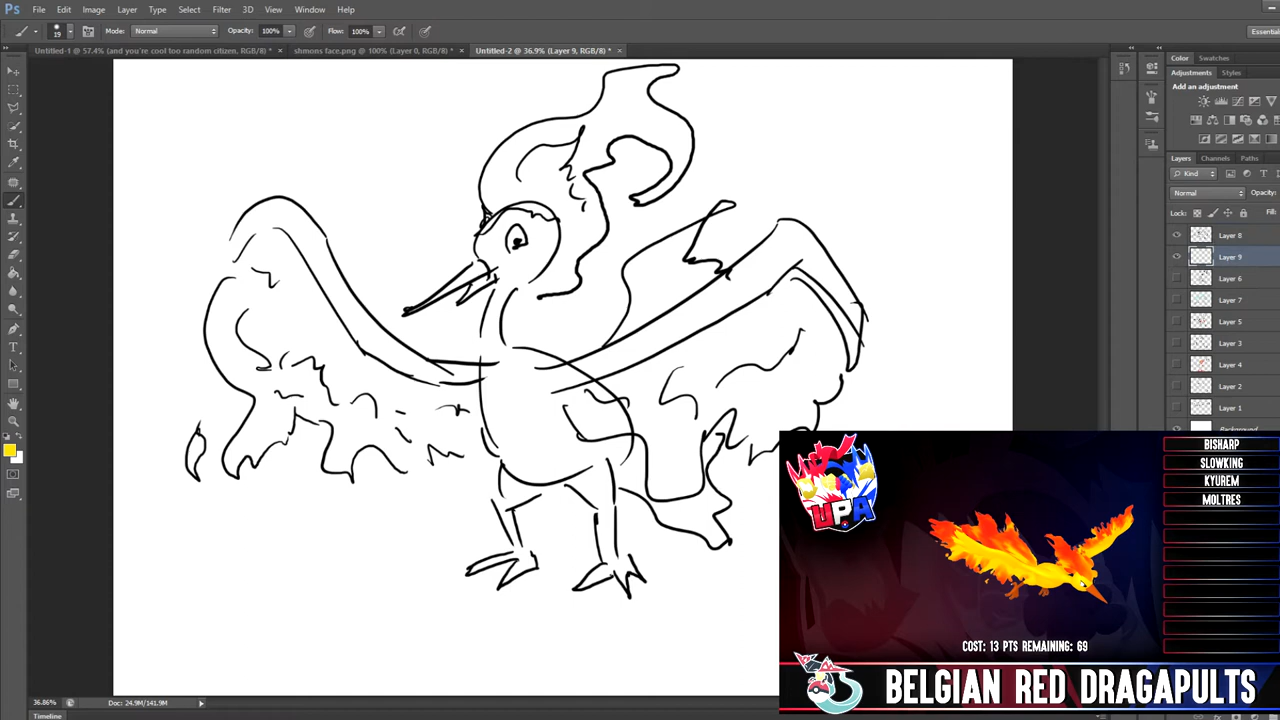 Ps File Edit Image Layer Type Select Filter 3D View Window Help
19 Mode: Normal Opacity: 100% Flow: 100% Essentia
Untitled-1 @ 57.4% (and you're cool too random citizen, RGB/8) * × shmons face.png @ 100% (Layer 0, RGB/8) * × Untitled-2 @ 36.9% (Layer 9, RGB/8) * ×
Color Swatches
Adjustments Styles
Add an adjustment
Layers Channels Paths
Kind
Normal Opacity:
Lock: Fill:
Layer 8
Layer 9
Layer 6
Layer 7
Layer 5
Layer 3
Layer 4
Layer 2
Layer 1
Background
UPA
BISHARP
SLOWKING
KYUREM
MOLTRES
COST: 13 PTS REMAINING: 69
BELGIAN RED DRAGAPULTS
36.86% Doc: 24.9M/141.9M
Timeline